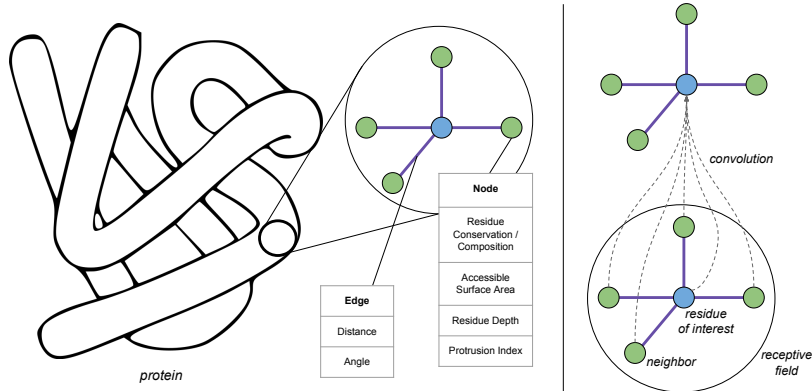 Node
Residue
Conservation /
Composition
Accessible
Surface Area
Residue Depth
Protrusion Index
Edge
Distance
Angle
protein
convolution
residue
of interest
neighbor
receptive
field